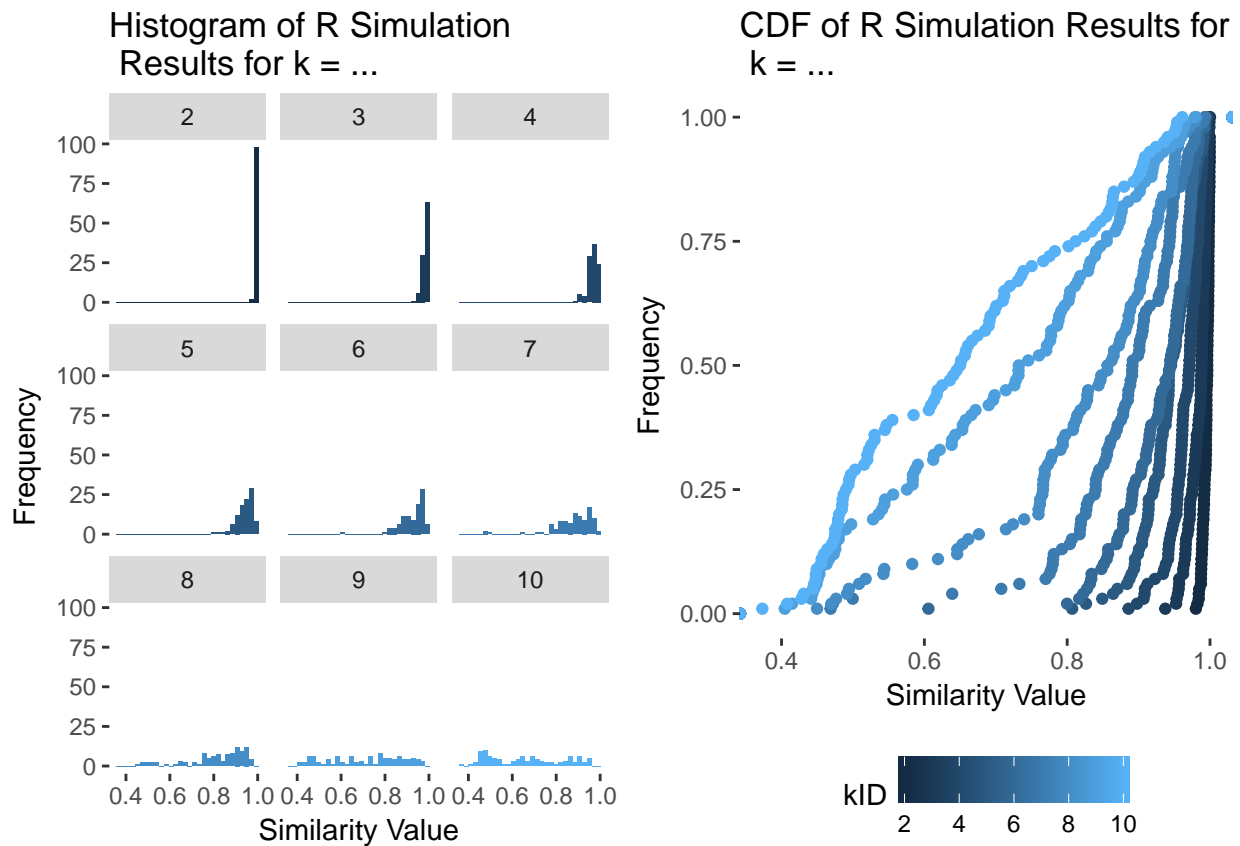 Histogram of R Simulation
Results for k = ...
2 3 4
100
75
50
25
0
5 6 7
100
75
50
25
0
8 9 10
100
75
50
25
0
0.4 0.6 0.8 1.0 0.4 0.6 0.8 1.0 0.4 0.6 0.8 1.0
Similarity Value
Frequency
CDF of R Simulation Results for
k = ...
1.00
0.75
0.50
0.25
0.00
0.4 0.6 0.8 1.0
Similarity Value
Frequency
kID
2 4 6 8 10